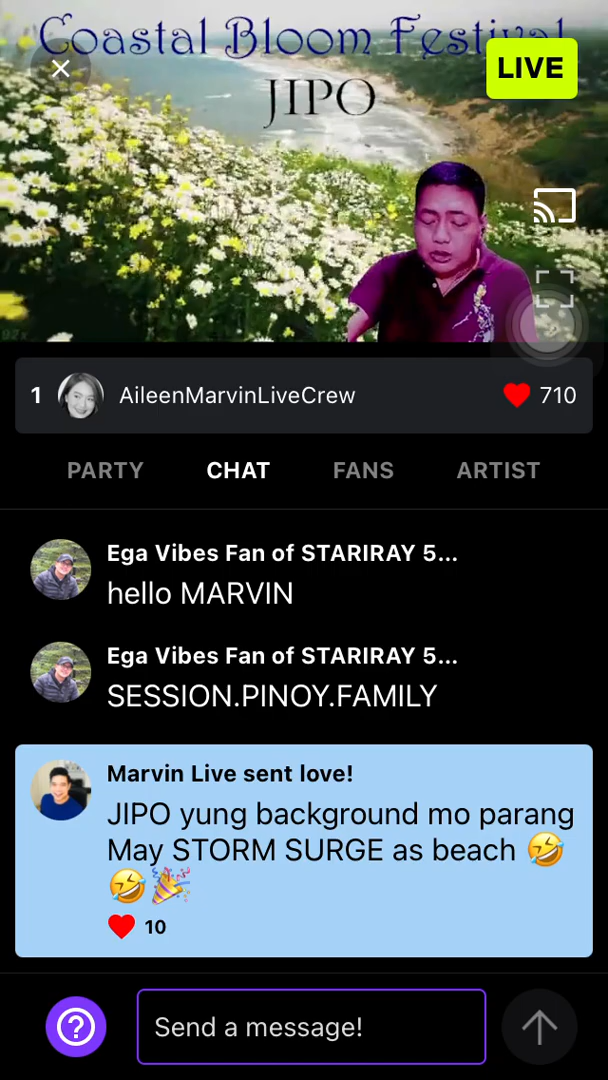 Coastal Bloom Festival
LIVE
JIPO
1 AileenMarvinLiveCrew 710
PARTY CHAT FANS ARTIST
Ega Vibes Fan of STARIRAY 5...
hello MARVIN
Ega Vibes Fan of STARIRAY 5...
SESSION.PINOY.FAMILY
Marvin Live sent love!
JIPO yung background mo parang
May STORM SURGE as beach 🤣
🤣🎉
10
Send a message!